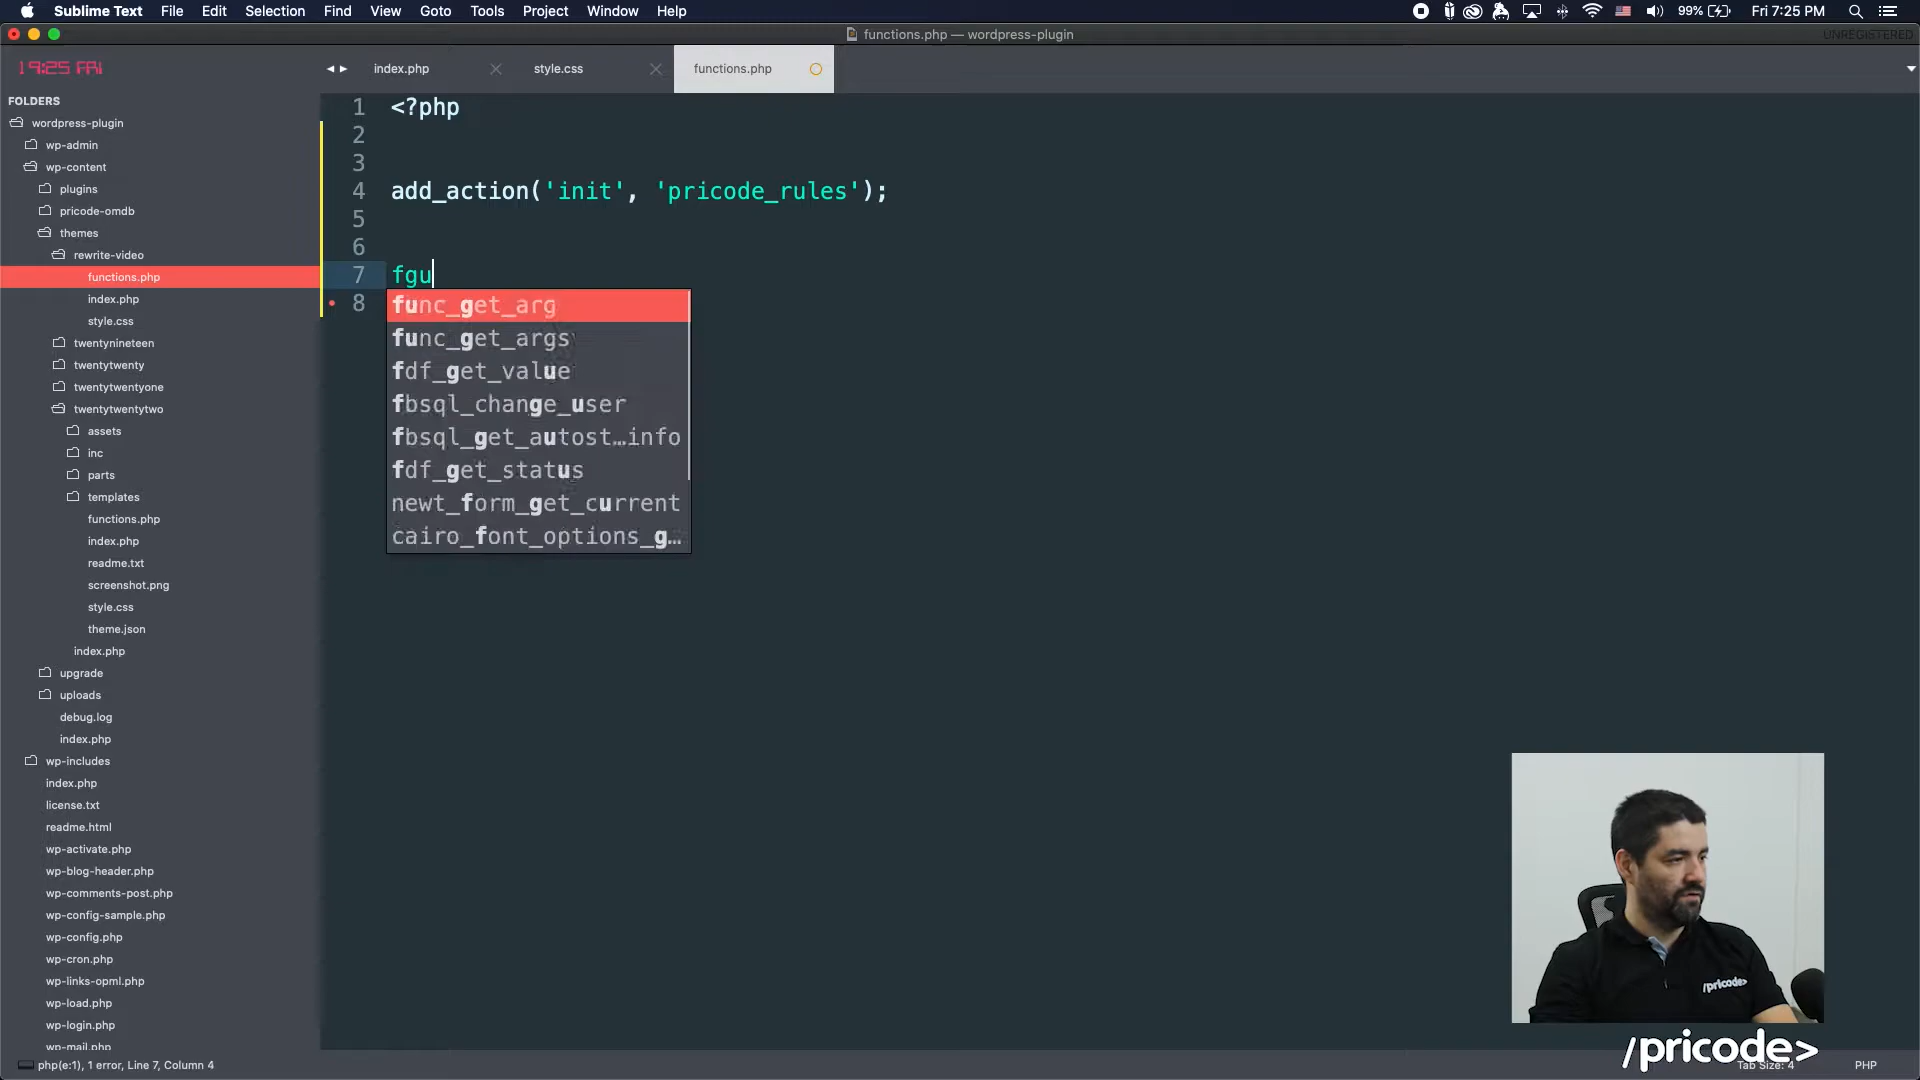 Sublime Text File Edit Selection Find View Goto Tools Project Window Help 99% Fri 7:25 PM
functions.php — wordpress-plugin UNREGISTERED
19:25 FRI index.php style.css functions.php
FOLDERS
wordpress-plugin
wp-admin
wp-content
plugins
pricode-omdb
themes
rewrite-video
functions.php
index.php
style.css
twentynineteen
twentytwenty
twentytwentyone
twentytwentytwo
assets
inc
parts
templates
functions.php
index.php
readme.txt
screenshot.png
style.css
theme.json
index.php
upgrade
uploads
debug.log
index.php
wp-includes
index.php
license.txt
readme.html
wp-activate.php
wp-blog-header.php
wp-comments-post.php
wp-config-sample.php
wp-config.php
wp-cron.php
wp-links-opml.php
wp-load.php
wp-login.php
wp-mail.php
1 <?php
2
3
4 add_action('init', 'pricode_rules');
5
6
7 fgu
8
func_get_arg
func_get_args
fdf_get_value
fbsql_change_user
fbsql_get_autost…info
fdf_get_status
newt_form_get_current
cairo_font_options_g…
/pricode>
/pricode>
php(e:1), 1 error, Line 7, Column 4 Tab Size: 4 PHP